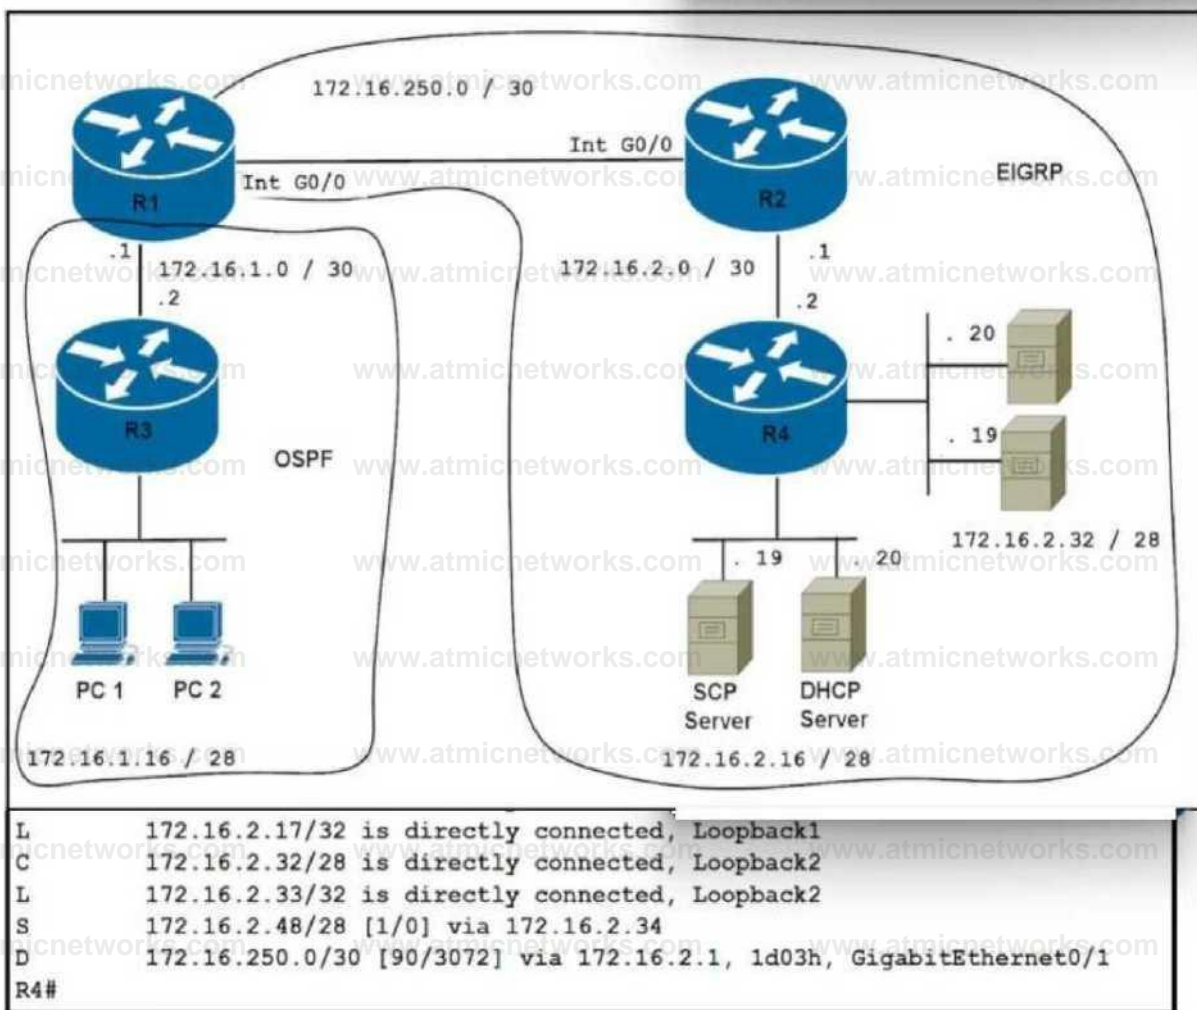 172.16.250.0 / 30
Int G0/0
EIGRP
R1
Int G0/0
R2
.1
172.16.1.0 / 30
.2
172.16.2.0 / 30
.1
.2
. 20
R3
OSPF
R4
. 19
172.16.2.32 / 28
. 19
. 20
PC 1
PC 2
SCP
Server
DHCP
Server
172.16.1.16 / 28
172.16.2.16 / 28
L 172.16.2.17/32 is directly connected, Loopback1
C 172.16.2.32/28 is directly connected, Loopback2
L 172.16.2.33/32 is directly connected, Loopback2
S 172.16.2.48/28 [1/0] via 172.16.2.34
D 172.16.250.0/30 [90/3072] via 172.16.2.1, 1d03h, GigabitEthernet0/1
R4#
www.atmicnetworks.com